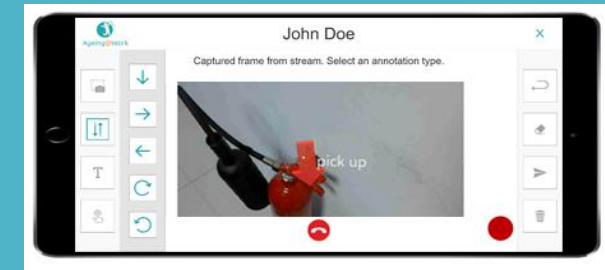 Ageing@Work
John Doe
×
Captured frame from stream. Select an annotation type.
T
pick up